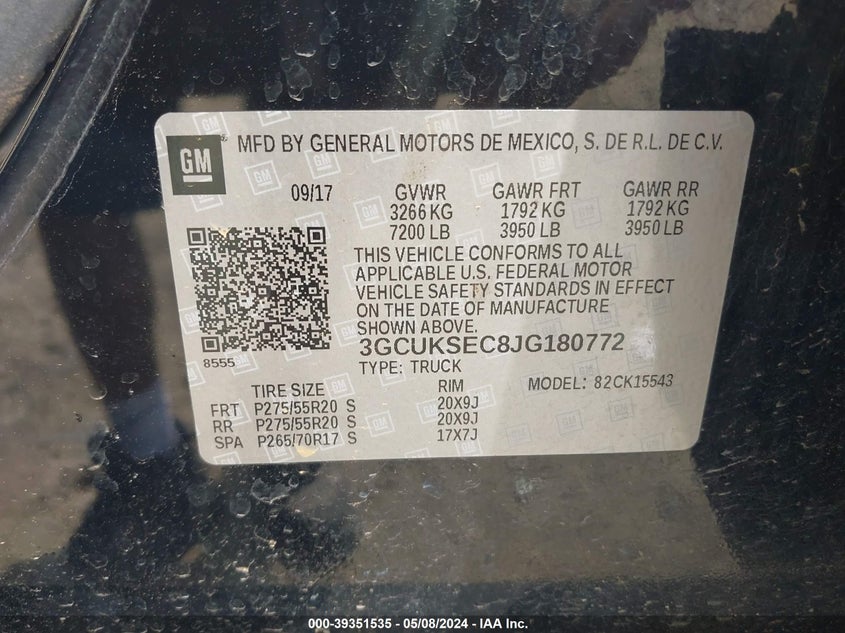 GM MFD BY GENERAL MOTORS DE MEXICO, S. DE R.L. DE C.V.
09/17 GVWR GAWR FRT GAWR RR
3266 KG 1792 KG 1792 KG
7200 LB 3950 LB 3950 LB
THIS VEHICLE CONFORMS TO ALL
APPLICABLE U.S. FEDERAL MOTOR
VEHICLE SAFETY STANDARDS IN EFFECT
ON THE DATE OF MANUFACTURE
SHOWN ABOVE.
8555
3GCUKSEC8JG180772
TYPE: TRUCK MODEL: 82CK15543
TIRE SIZE RIM
FRT P275/55R20 S 20X9J
RR P275/55R20 S 20X9J
SPA P265/70R17 S 17X7J
000-39351535 - 05/08/2024 - IAA Inc.